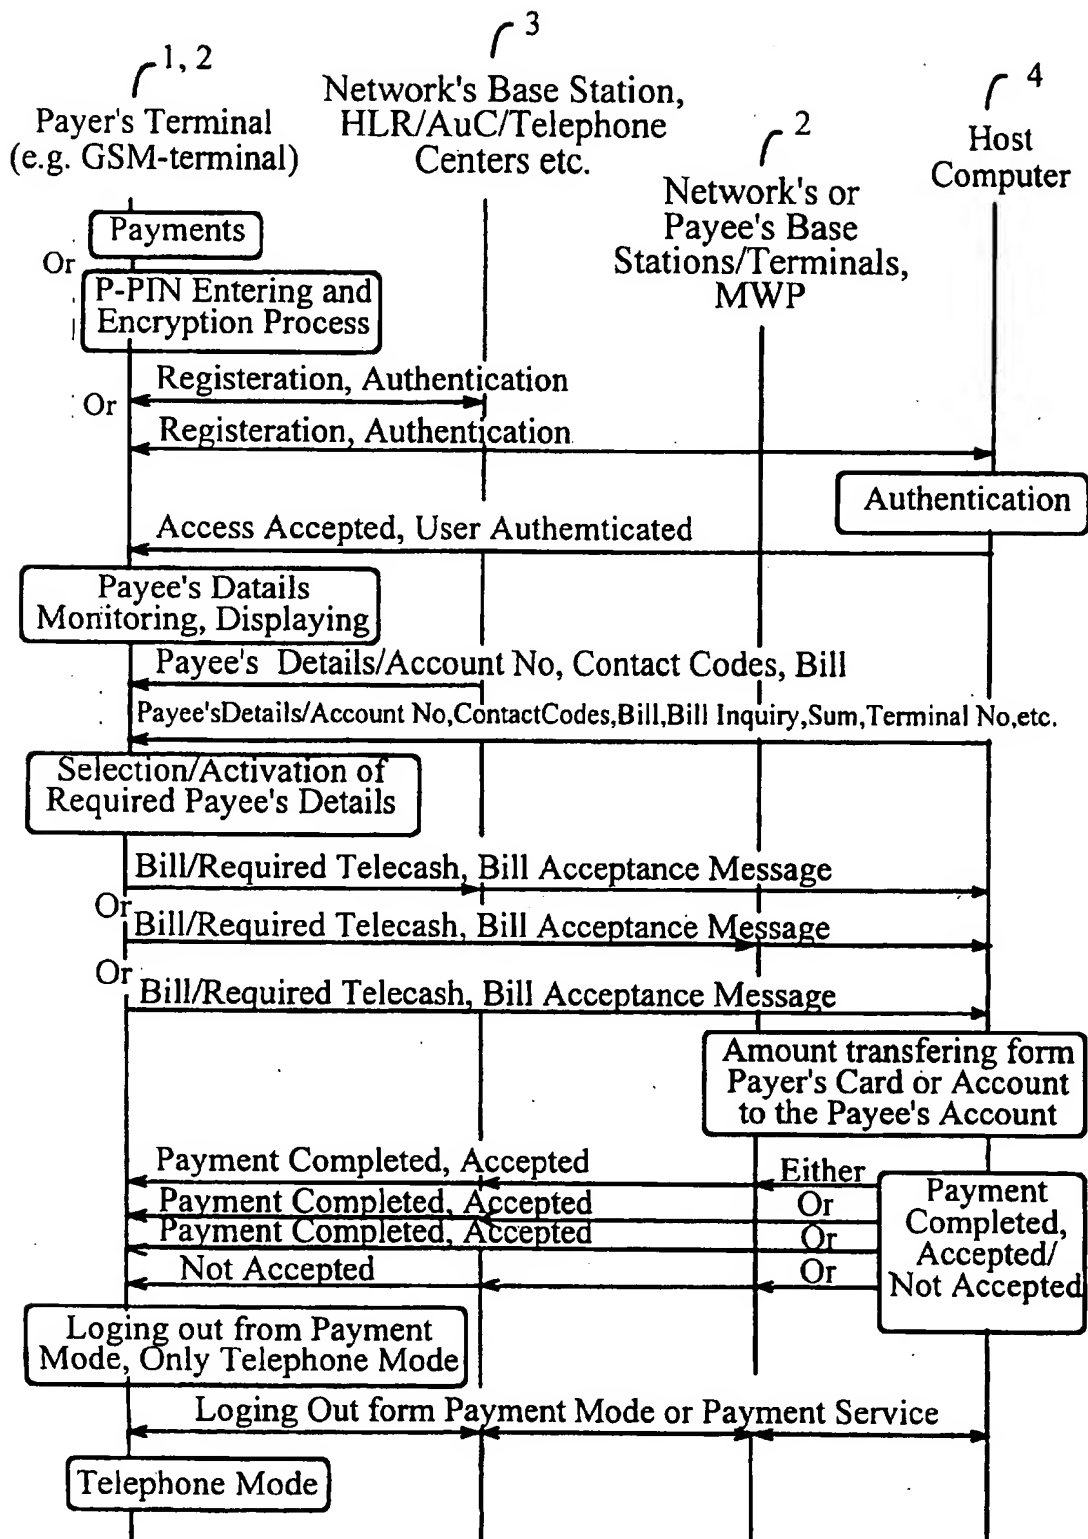 1, 2
3
4
2
Payer's Terminal
(e.g. GSM-terminal)
Network's Base Station,
HLR/AuC/Telephone
Centers etc.
Network's or
Payee's Base
Stations/Terminals,
MWP
Host
Computer
Payments
Or
P-PIN Entering and
Encryption Process
Registeration, Authentication
Or
Registeration, Authentication
Authentication
Access Accepted, User Authemticated
Payee's Datails
Monitoring, Displaying
Payee's Details/Account No, Contact Codes, Bill
Payee'sDetails/Account No,ContactCodes,Bill,Bill Inquiry,Sum,Terminal No,etc.
Selection/Activation of
Required Payee's Details
Bill/Required Telecash, Bill Acceptance Message
Or
Bill/Required Telecash, Bill Acceptance Message
Or
Bill/Required Telecash, Bill Acceptance Message
Amount transfering form
Payer's Card or Account
to the Payee's Account
Payment Completed, Accepted
Either
Payment Completed, Accepted
Or
Payment Completed, Accepted
Or
Not Accepted
Or
Payment
Completed,
Accepted/
Not Accepted
Loging out from Payment
Mode, Only Telephone Mode
Loging Out form Payment Mode or Payment Service
Telephone Mode